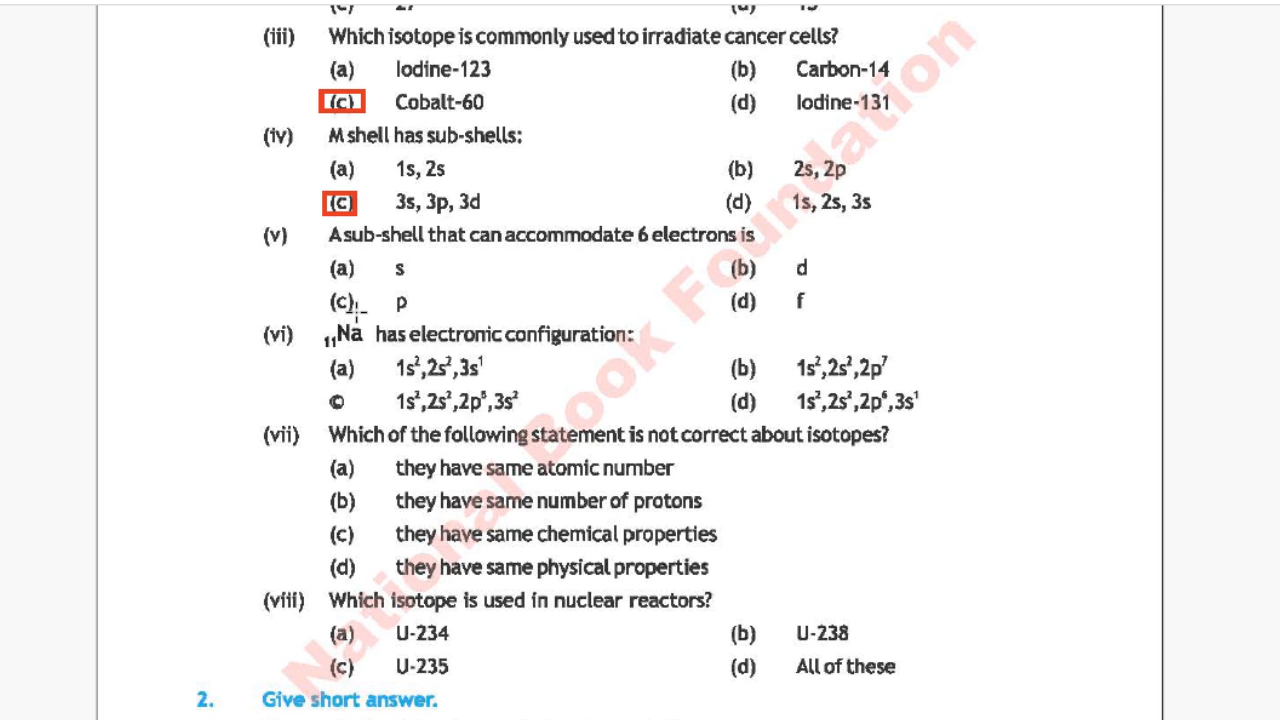 (iii) Which isotope is commonly used to irradiate cancer cells?
(a) Iodine-123 (b) Carbon-14
(c) Cobalt-60 (d) Iodine-131
(iv) M shell has sub-shells:
(a) 1s, 2s (b) 2s, 2p
(c) 3s, 3p, 3d (d) 1s, 2s, 3s
(v) A sub-shell that can accommodate 6 electrons is
(a) s (b) d
(c) p (d) f
(vi) ₁₁Na has electronic configuration:
(a) 1s²,2s²,3s¹ (b) 1s²,2s²,2p⁷
© 1s²,2s²,2p⁵,3s² (d) 1s²,2s²,2p⁶,3s¹
(vii) Which of the following statement is not correct about isotopes?
(a) they have same atomic number
(b) they have same number of protons
(c) they have same chemical properties
(d) they have same physical properties
(viii) Which isotope is used in nuclear reactors?
(a) U-234 (b) U-238
(c) U-235 (d) All of these
2. Give short answer.
National Book Foundation